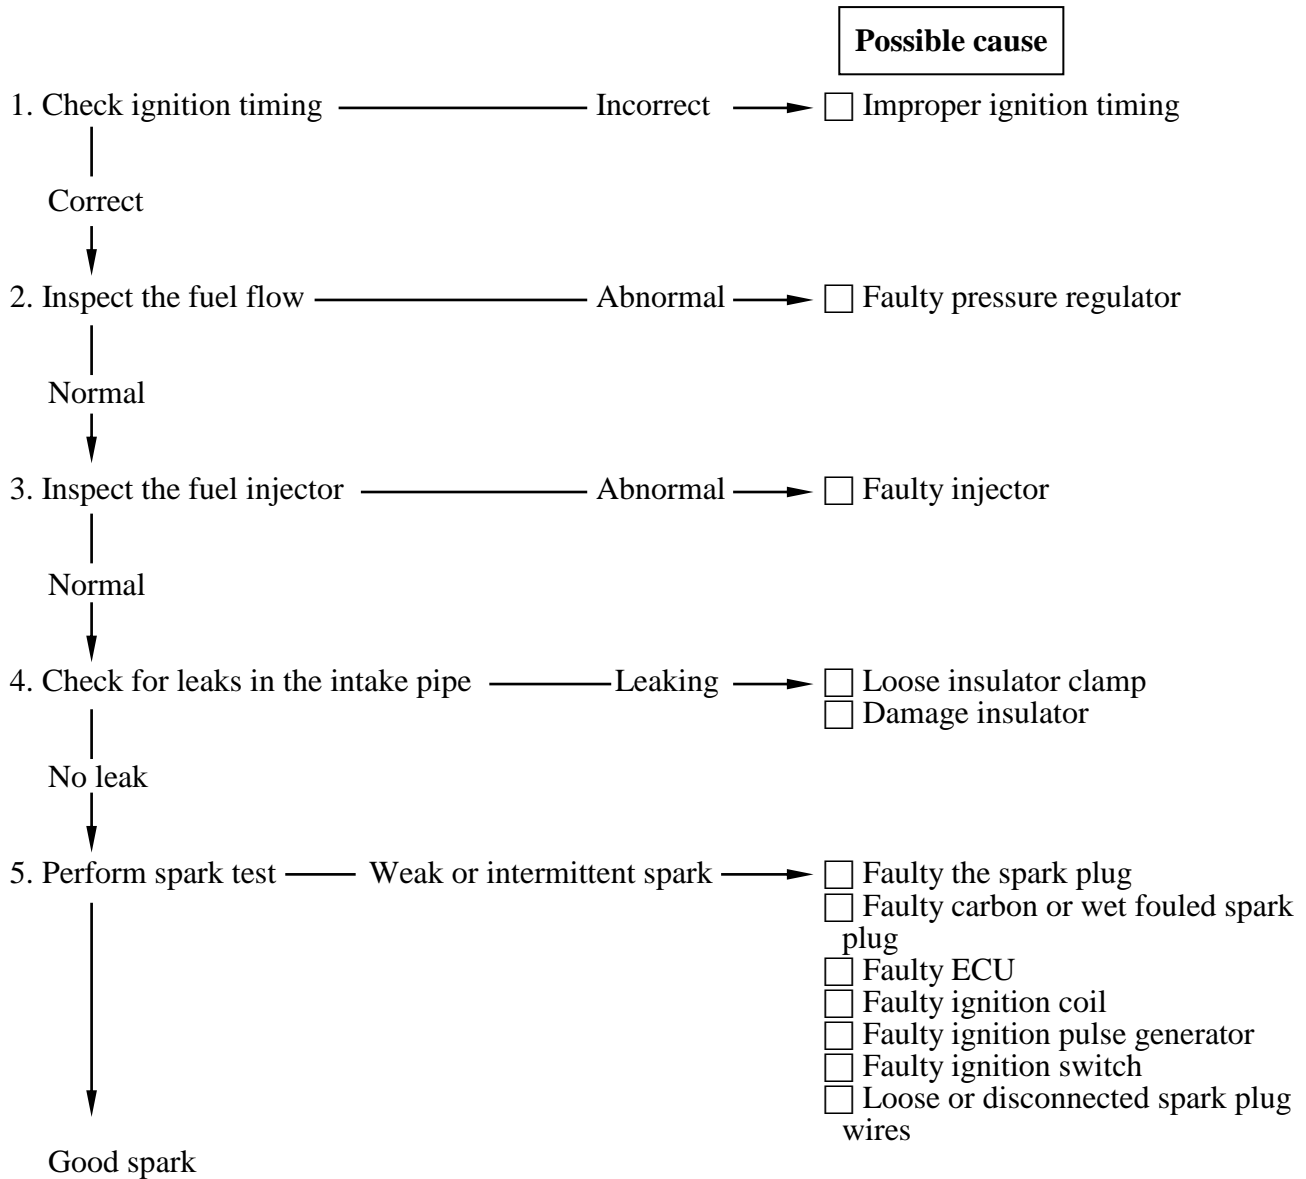 Possible cause
1. Check ignition timing Incorrect Improper ignition timing
Correct
2. Inspect the fuel flow Abnormal Faulty pressure regulator
Normal
3. Inspect the fuel injector Abnormal Faulty injector
Normal
4. Check for leaks in the intake pipe Leaking Loose insulator clamp
Damage insulator
No leak
5. Perform spark test Weak or intermittent spark Faulty the spark plug
Faulty carbon or wet fouled spark
plug
Faulty ECU
Faulty ignition coil
Faulty ignition pulse generator
Faulty ignition switch
Loose or disconnected spark plug
wires
Good spark